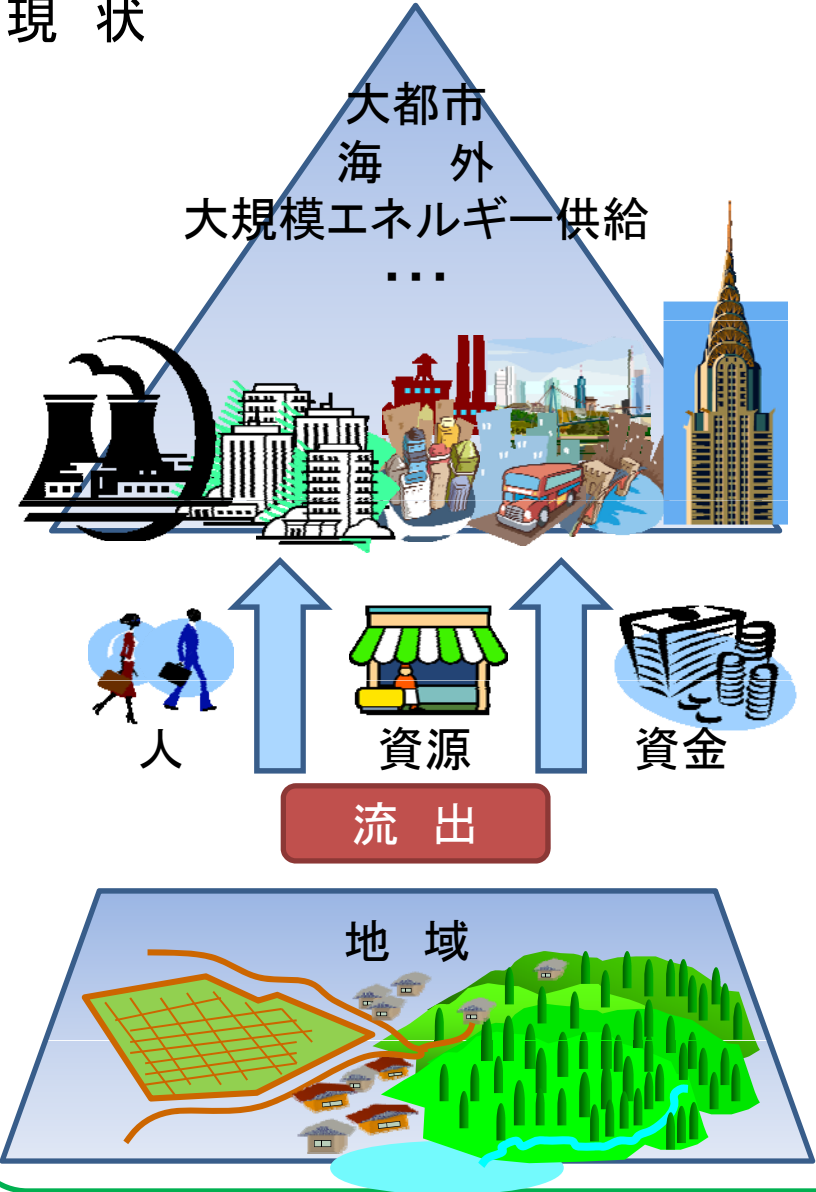 現 状
大都市
海 外
大規模エネルギー供給
・・・
人
資源
資金
流 出
地 域